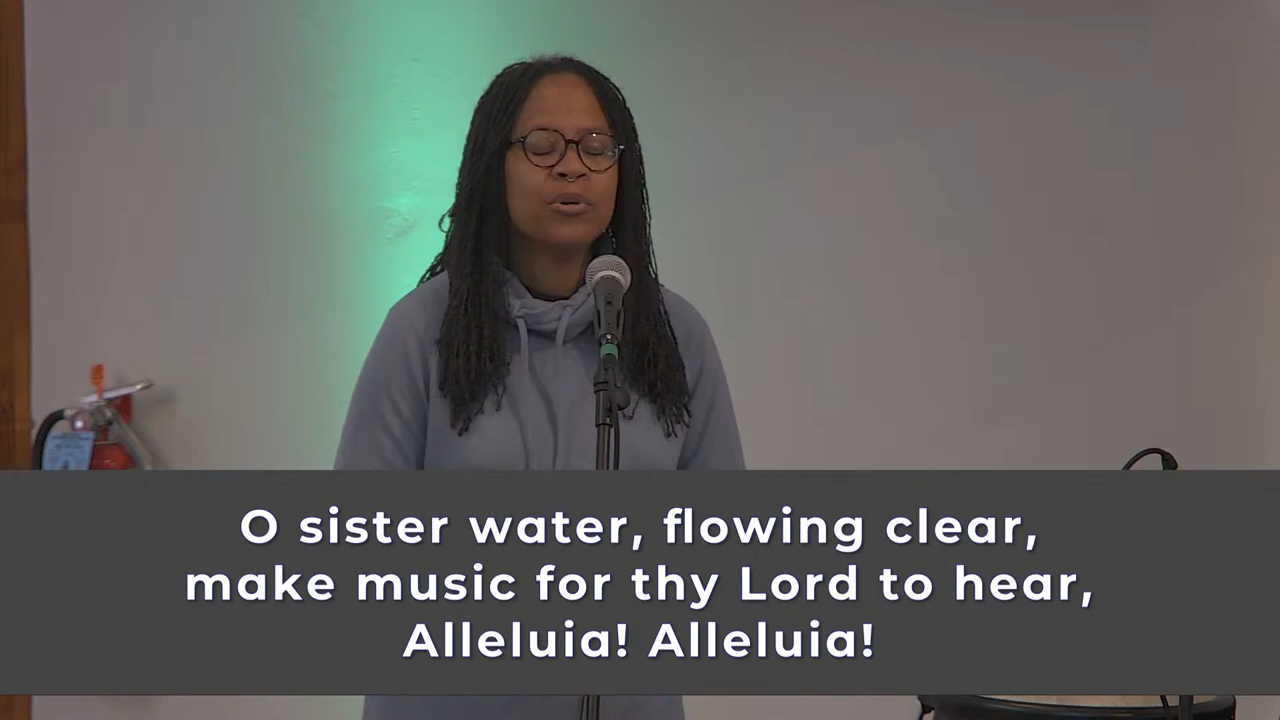 O sister water, flowing clear,
make music for thy Lord to hear,
Alleluia! Alleluia!